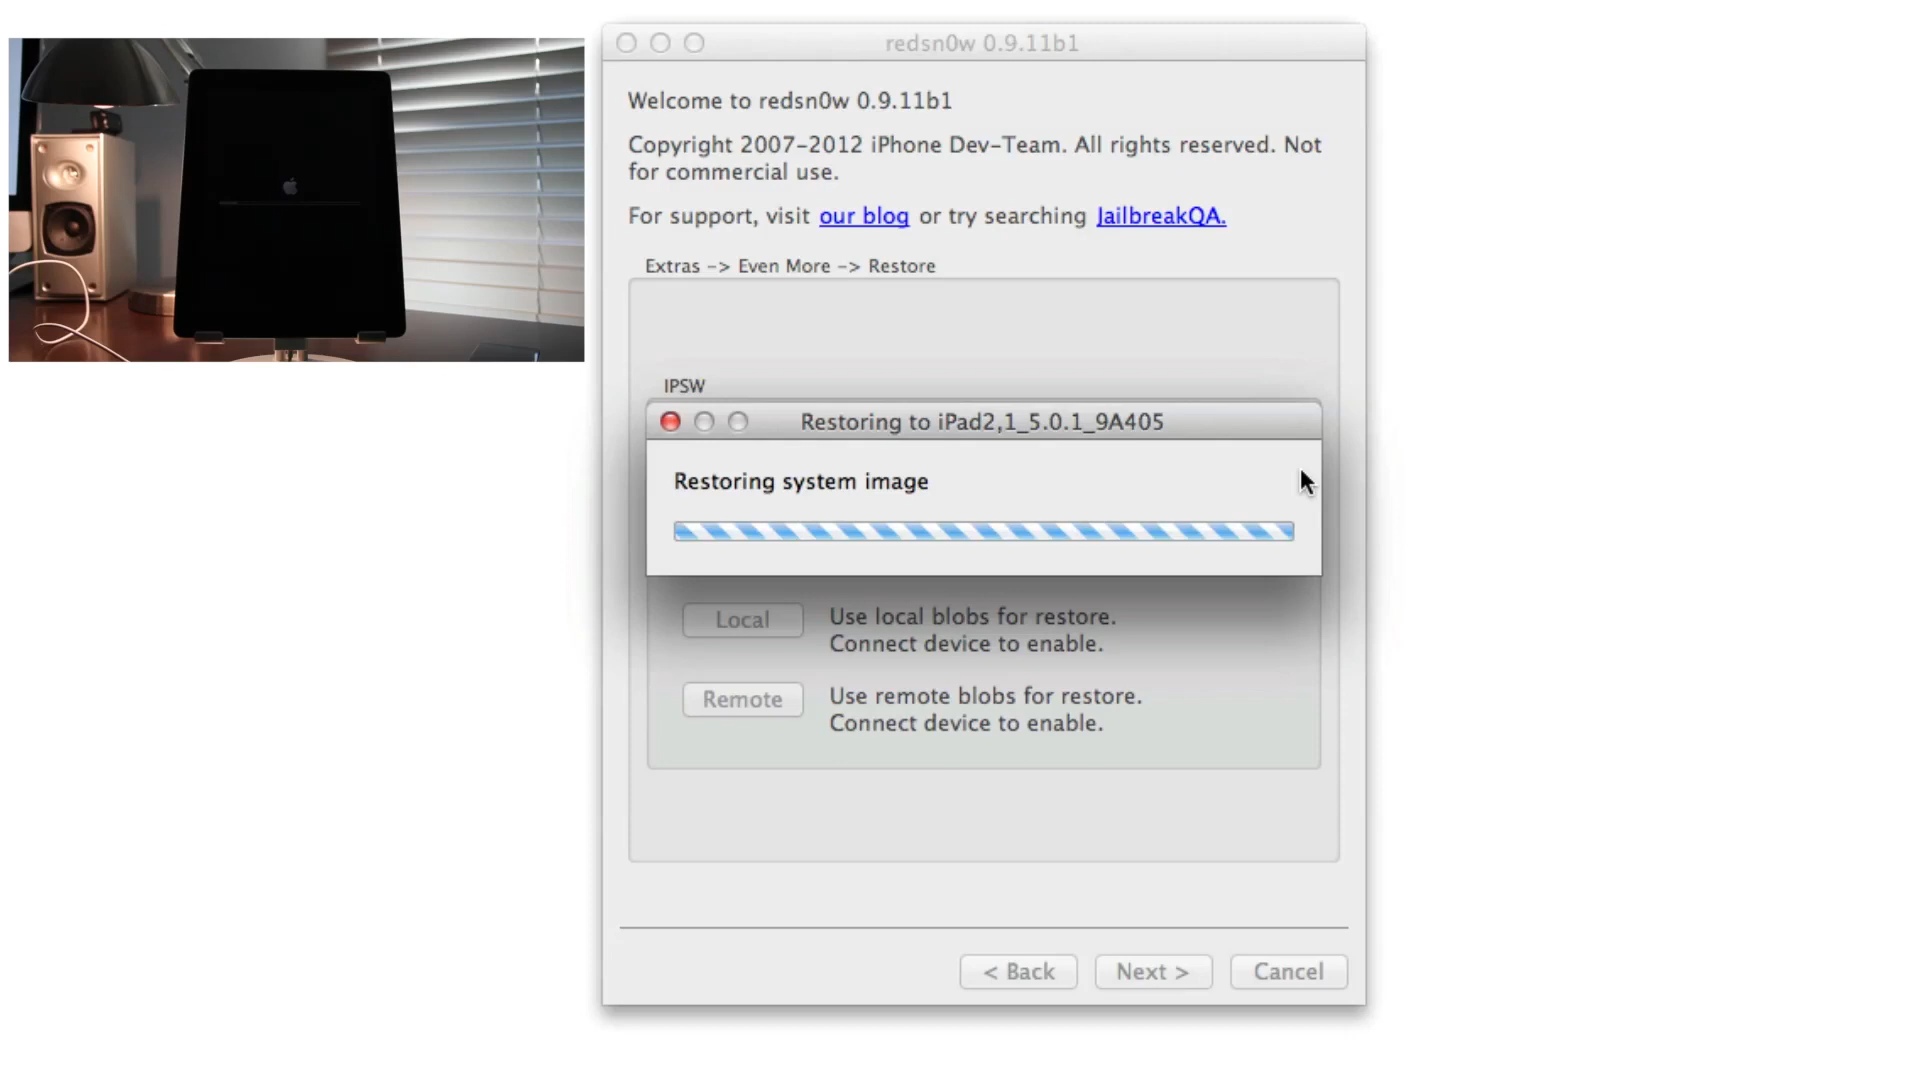 redsn0w 0.9.11b1
Welcome to redsn0w 0.9.11b1
Copyright 2007-2012 iPhone Dev-Team. All rights reserved. Not
for commercial use.
For support, visit our blog or try searching JailbreakQA.
Extras -> Even More -> Restore
IPSW
Restoring to iPad2,1_5.0.1_9A405
Restoring system image
Local
Use local blobs for restore.
Connect device to enable.
Remote
Use remote blobs for restore.
Connect device to enable.
< Back
Next >
Cancel